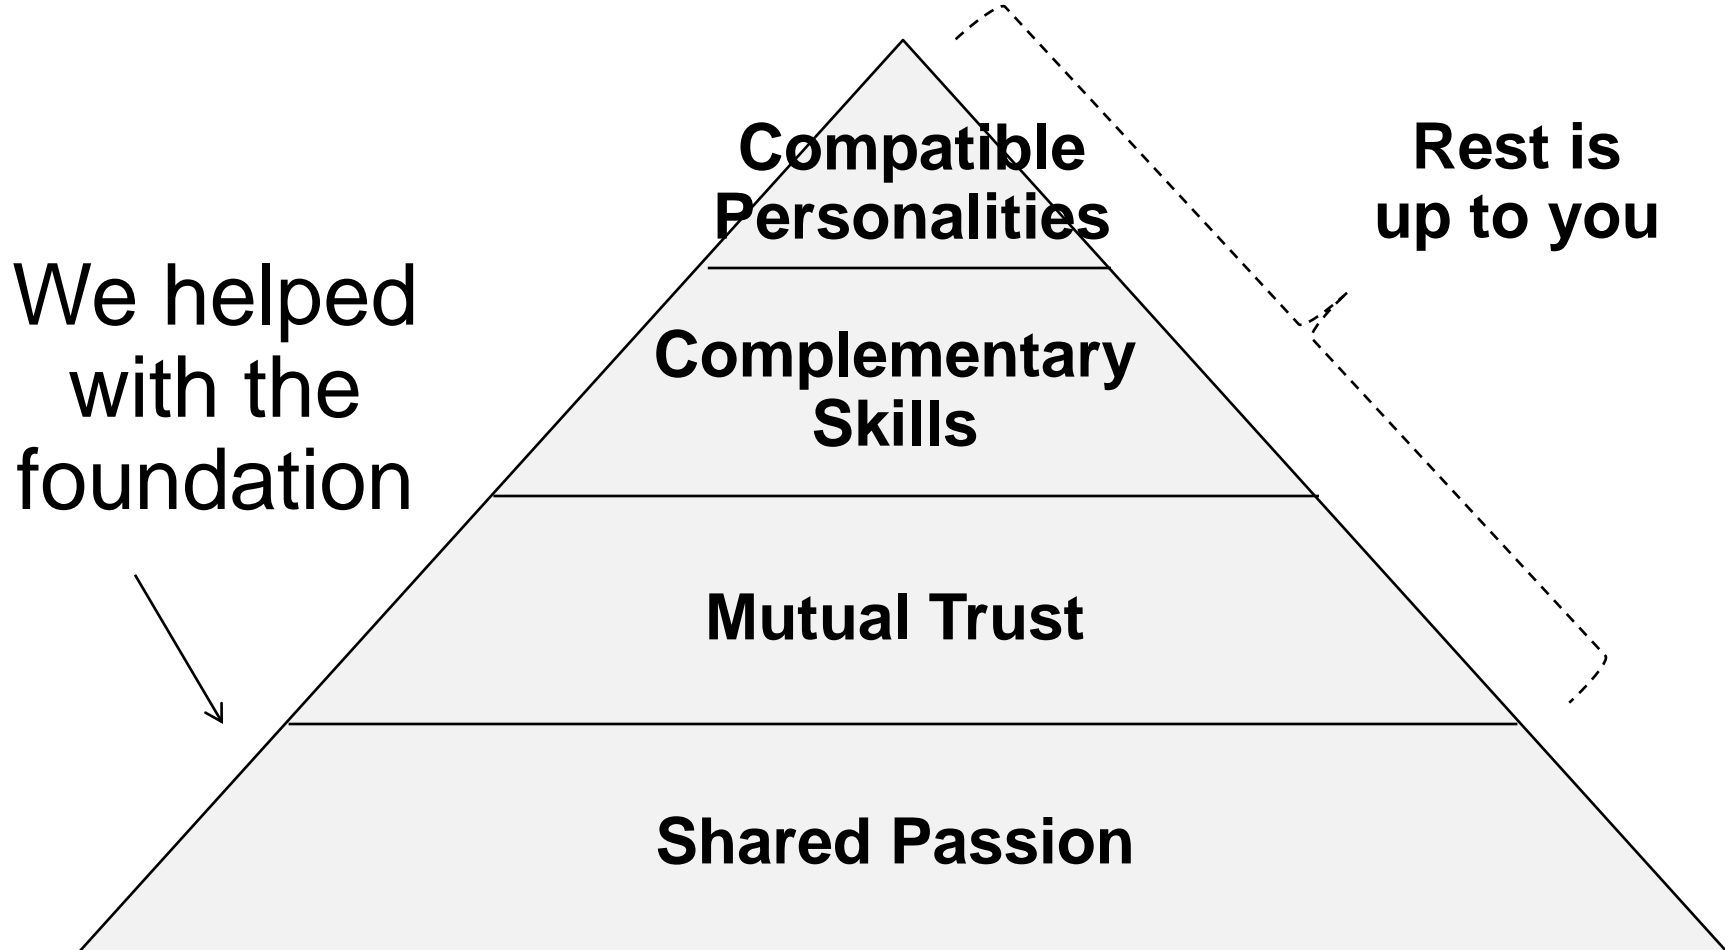 We helped
with the
foundation
Compatible
Personalities
Complementary
Skills
Mutual Trust
Shared Passion
Rest is
up to you